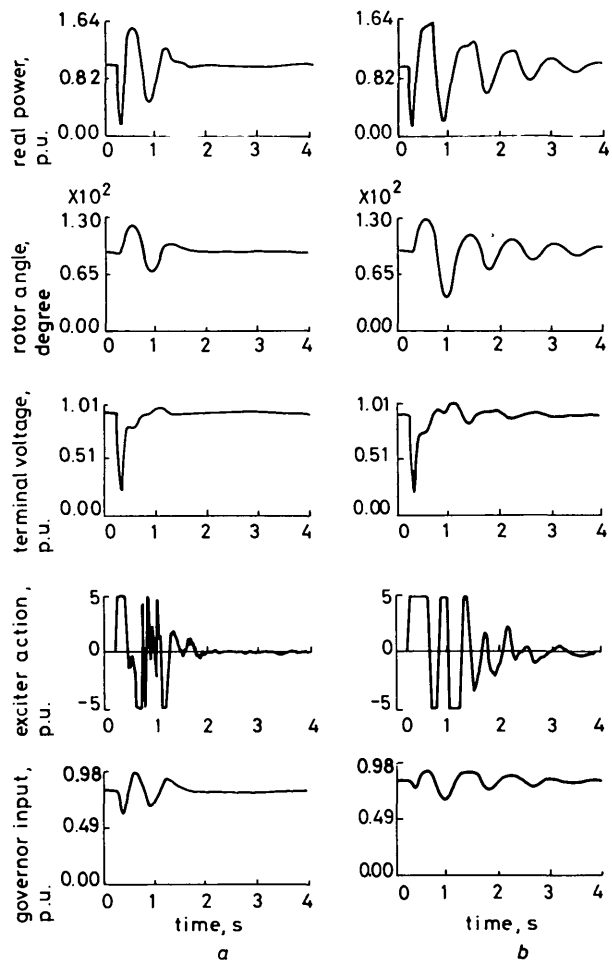 real power,
p.u.
1.64
0.82
0.00
0 1 2 3 4
1.64
0.82
0.00
0 1 2 3 4
rotor angle,
degree
X10²
1.30
0.65
0.00
0 1 2 3 4
X10²
1.30
0.65
0.00
0 1 2 3 4
terminal voltage,
p.u.
1.01
0.51
0.00
0 1 2 3 4
1.01
0.51
0.00
0 1 2 3 4
exciter action,
p.u.
5
0
-5
0 1 2 3 4
5
0
-5
0 1 2 3 4
governor input,
p.u.
0.98
0.49
0.00
0 1 2 3 4
time, s
a
0.98
0.49
0.00
0 1 2 3 4
time, s
b